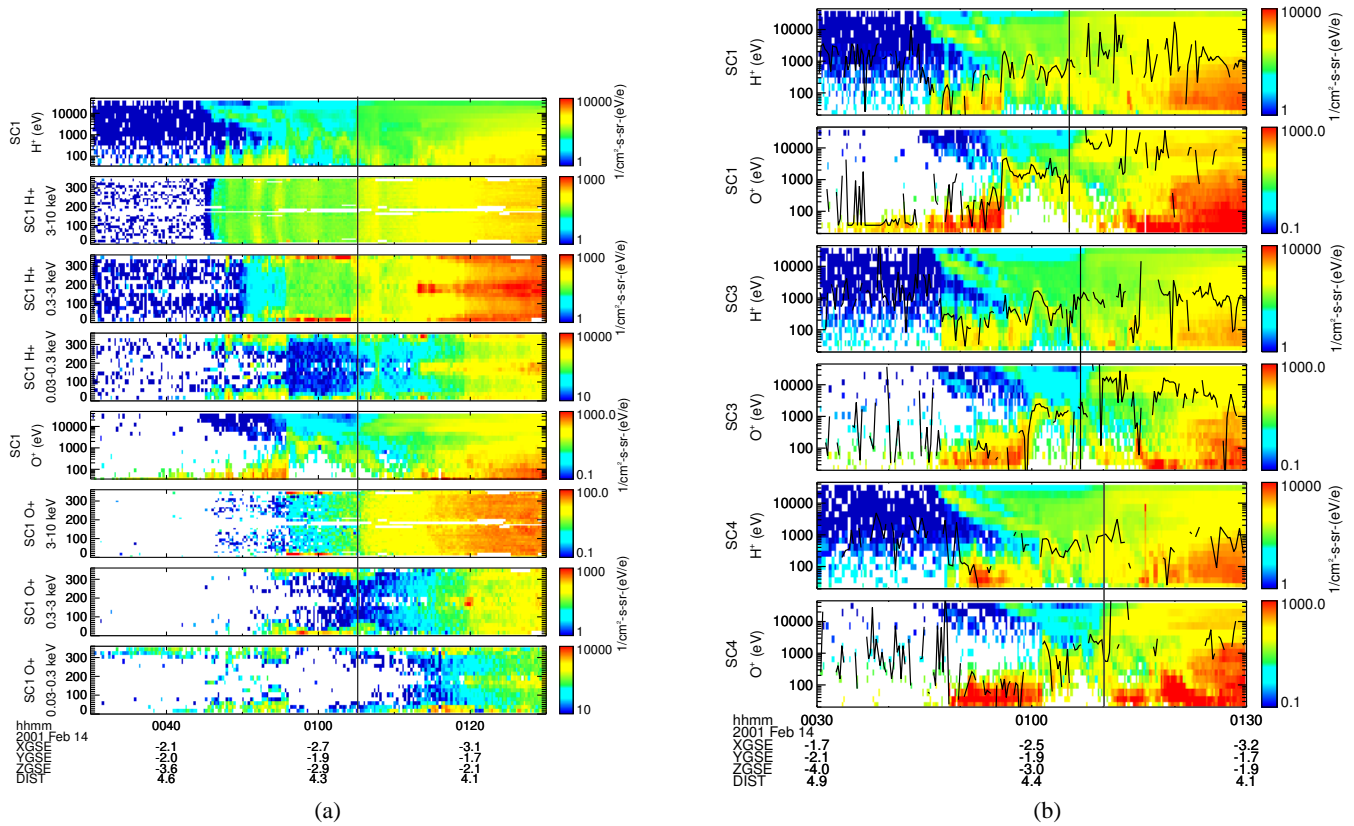 SC1
H⁺ (eV)
10000
1000
100
10000
1
1/cm²-s-sr-(eV/e)
SC1 H+
3-10 keV
300
200
100
0
1000
1
SC1 H+
0.3-3 keV
300
200
100
0
1000
1
1/cm²-s-sr-(eV/e)
SC1 H+
0.03-0.3 keV
300
200
100
0
10000
10
SC1
O⁺ (eV)
10000
1000
100
1000.0
0.1
1/cm²-s-sr-(eV/e)
SC1 O+
3-10 keV
300
200
100
0
100.0
0.1
SC1 O+
0.3-3 keV
300
200
100
0
1000
1
1/cm²-s-sr-(eV/e)
SC1 O+
0.03-0.3 keV
300
200
100
0
10000
10
hhmm 0040 0100 0120
2001 Feb 14
XGSE -2.1 -2.7 -3.1
YGSE -2.0 -1.9 -1.7
ZGSE -3.6 -2.9 -2.1
DIST 4.6 4.3 4.1
(a)
SC1
H⁺ (eV)
10000
1000
100
10000
1
1/cm²-s-sr-(eV/e)
SC1
O⁺ (eV)
10000
1000
100
1000.0
0.1
1/cm²-s-sr-(eV/e)
SC3
H⁺ (eV)
10000
1000
100
10000
1
1/cm²-s-sr-(eV/e)
SC3
O⁺ (eV)
10000
1000
100
1000.0
0.1
1/cm²-s-sr-(eV/e)
SC4
H⁺ (eV)
10000
1000
100
10000
1
1/cm²-s-sr-(eV/e)
SC4
O⁺ (eV)
10000
1000
100
1000.0
0.1
1/cm²-s-sr-(eV/e)
hhmm 0030 0100 0130
2001 Feb 14
XGSE -1.7 -2.5 -3.2
YGSE -2.1 -1.9 -1.7
ZGSE -4.0 -3.0 -1.9
DIST 4.9 4.4 4.1
(b)